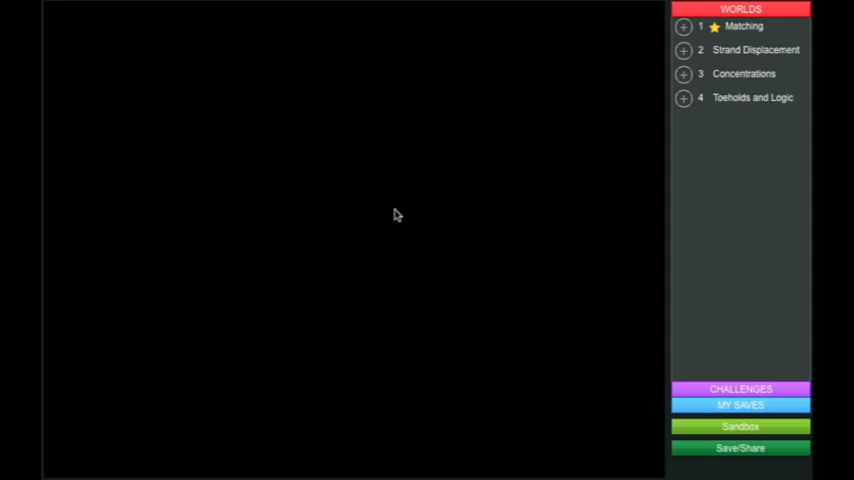 WORLDS
1 Matching
2 Strand Displacement
3 Concentrations
4 Toeholds and Logic
CHALLENGES
MY SAVES
Sandbox
Save/Share